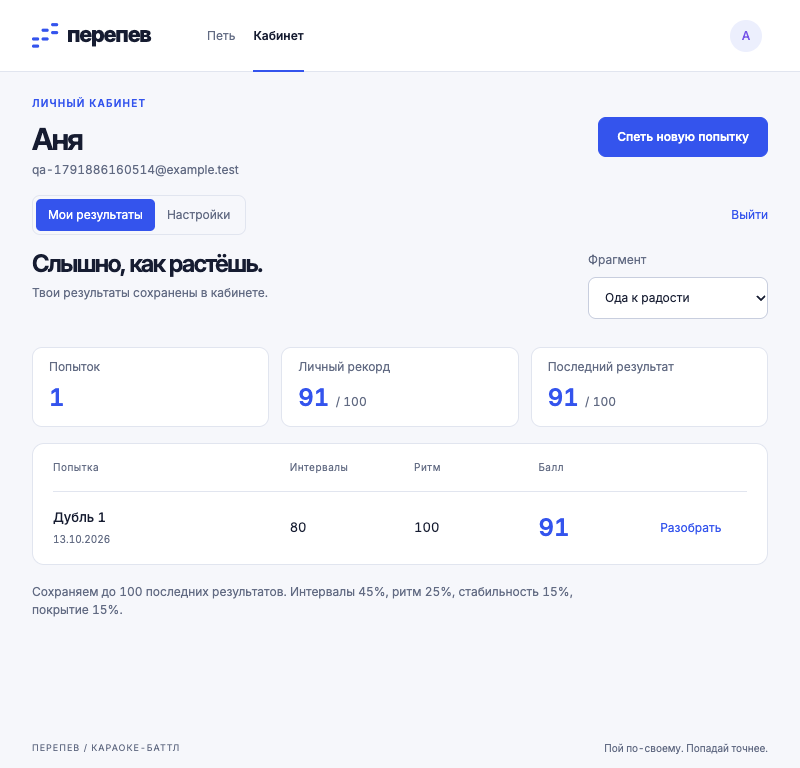 перепев
Петь
Кабинет
А
ЛИЧНЫЙ КАБИНЕТ
Аня
qa-1791886160514@example.test
Спеть новую попытку
Мои результаты
Настройки
Выйти
Слышно, как растёшь.
Твои результаты сохранены в кабинете.
Фрагмент
Ода к радости
Попыток
1
Личный рекорд
91 / 100
Последний результат
91 / 100
Попытка Интервалы Ритм Балл
Дубль 1
13.10.2026
80 100 91 Разобрать
Сохраняем до 100 последних результатов. Интервалы 45%, ритм 25%, стабильность 15%,
покрытие 15%.
ПЕРЕПЕВ / КАРАОКЕ-БАТТЛ
Пой по-своему. Попадай точнее.